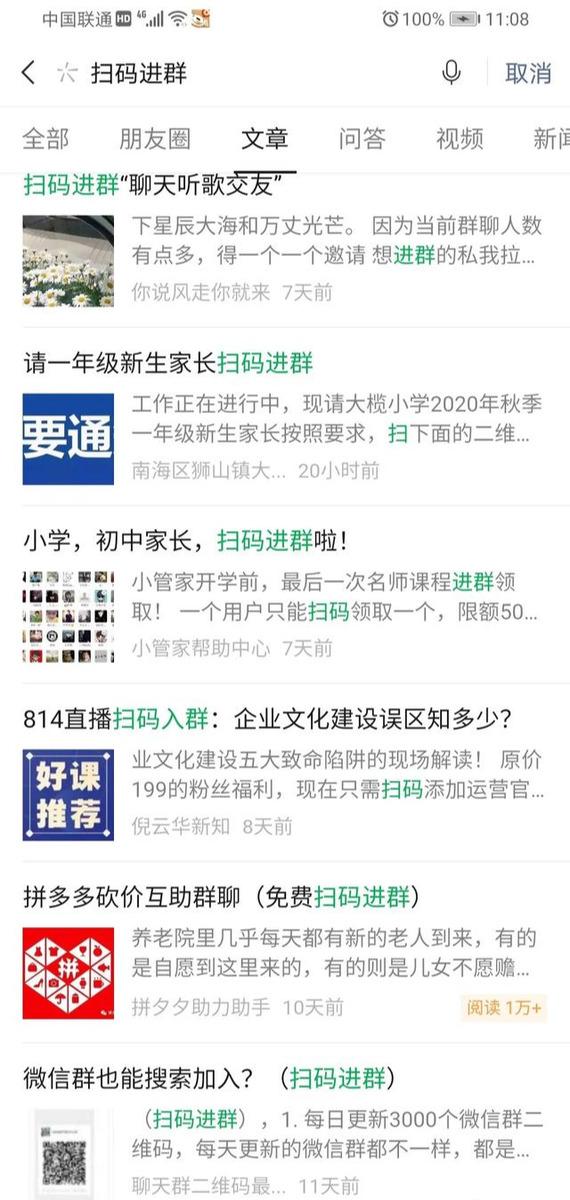 中国联通 HD 4G 100% 11:08
扫码进群 取消
全部 朋友圈 文章 问答 视频 新闻
扫码进群“聊天听歌交友”
下星辰大海和万丈光芒。 因为当前群聊人数
有点多，得一个一个邀请 想进群的私我拉...
你说风走你就来 7天前
请一年级新生家长扫码进群
要通
工作正在进行中，现请大榄小学2020年秋季
一年级新生家长按照要求，扫下面的二维...
南海区狮山镇大... 20小时前
小学，初中家长，扫码进群啦！
小管家开学前，最后一次名师课程进群领
取！ 一个用户只能扫码领取一个，限额50...
小管家帮助中心 7天前
814直播扫码入群：企业文化建设误区知多少？
好课
推荐
业文化建设五大致命陷阱的现场解读！ 原价
199的粉丝福利，现在只需扫码添加运营官...
倪云华新知 8天前
拼多多砍价互助群聊（免费扫码进群）
拼
养老院里几乎每天都有新的老人到来，有的
是自愿到这里来的，有的则是儿女不愿赡...
拼夕夕助力助手 10天前 阅读 1万+
微信群也能搜索加入？（扫码进群）
（扫码进群），1. 每日更新3000个微信群二
维码，每天更新的微信群都不一样，都是...
聊天群二维码最... 11天前